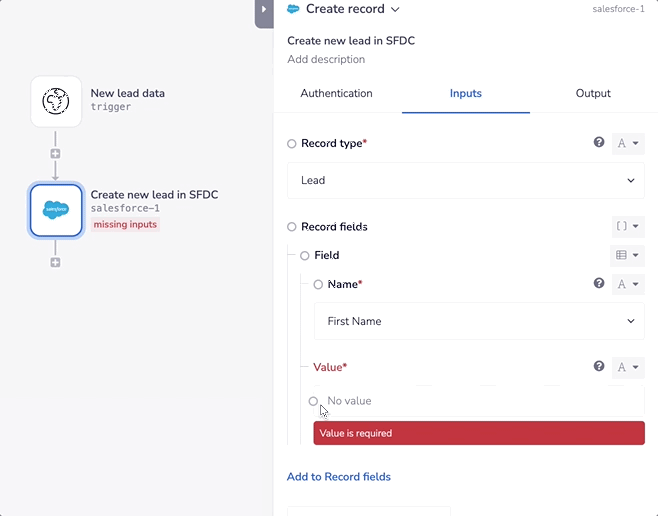 Create record
salesforce-1
Create new lead in SFDC
Add description
New lead data
trigger
Create new lead in SFDC
salesforce
salesforce-1
missing inputs
Authentication
Inputs
Output
Record type*
? A
Lead
Record fields
[ ]
Field
Name*
? A
First Name
Value*
? A
No value
Value is required
Add to Record fields